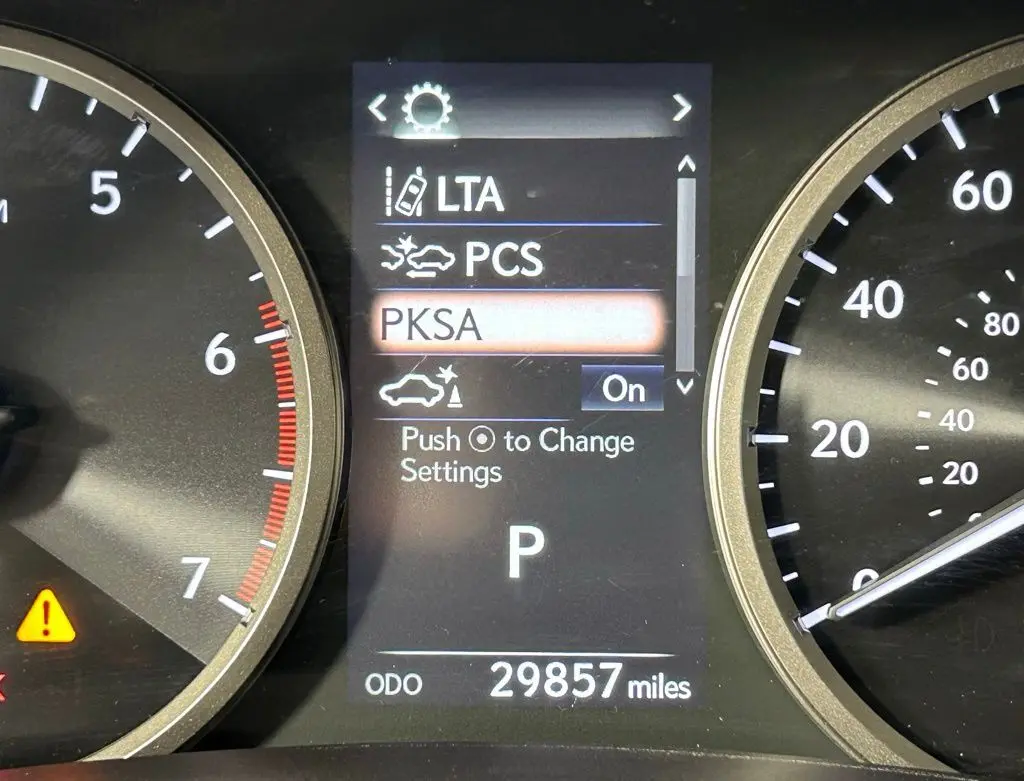 LTA
PCS
PKSA
On
Push to Change
Settings
P
ODO 29857 miles
5
6
7
60
40
20
0
80
60
40
20